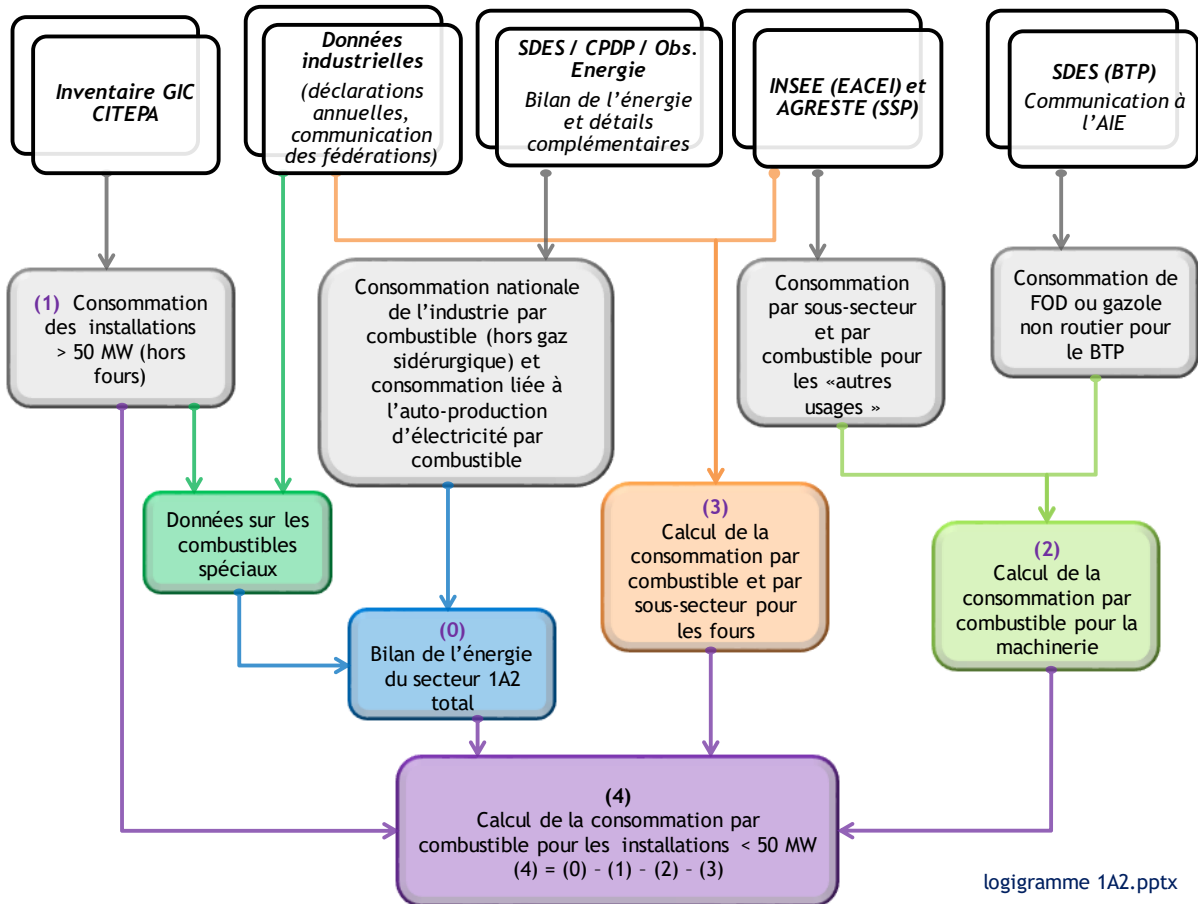 Inventaire GIC
CITEPA
Données
industrielles
(déclarations
annuelles,
communication
des fédérations)
SDES / CPDP / Obs.
Energie
Bilan de l’énergie
et détails
complémentaires
INSEE (EACEI) et
AGRESTE (SSP)
SDES (BTP)
Communication à
l’AIE
(1) Consommation
des installations
> 50 MW (hors
fours)
Consommation nationale
de l’industrie par
combustible (hors gaz
sidérurgique) et
consommation liée à
l’auto-production
d’électricité par
combustible
Consommation
par sous-secteur
et par
combustible pour
les «autres
usages »
Consommation de
FOD ou gazole
non routier pour
le BTP
Données sur les
combustibles
spéciaux
(3)
Calcul de la
consommation par
combustible et par
sous-secteur pour
les fours
(2)
Calcul de la
consommation par
combustible pour la
machinerie
(0)
Bilan de l’énergie
du secteur 1A2
total
(4)
Calcul de la consommation par
combustible pour les installations < 50 MW
(4) = (0) – (1) – (2) – (3)
logigramme 1A2.pptx